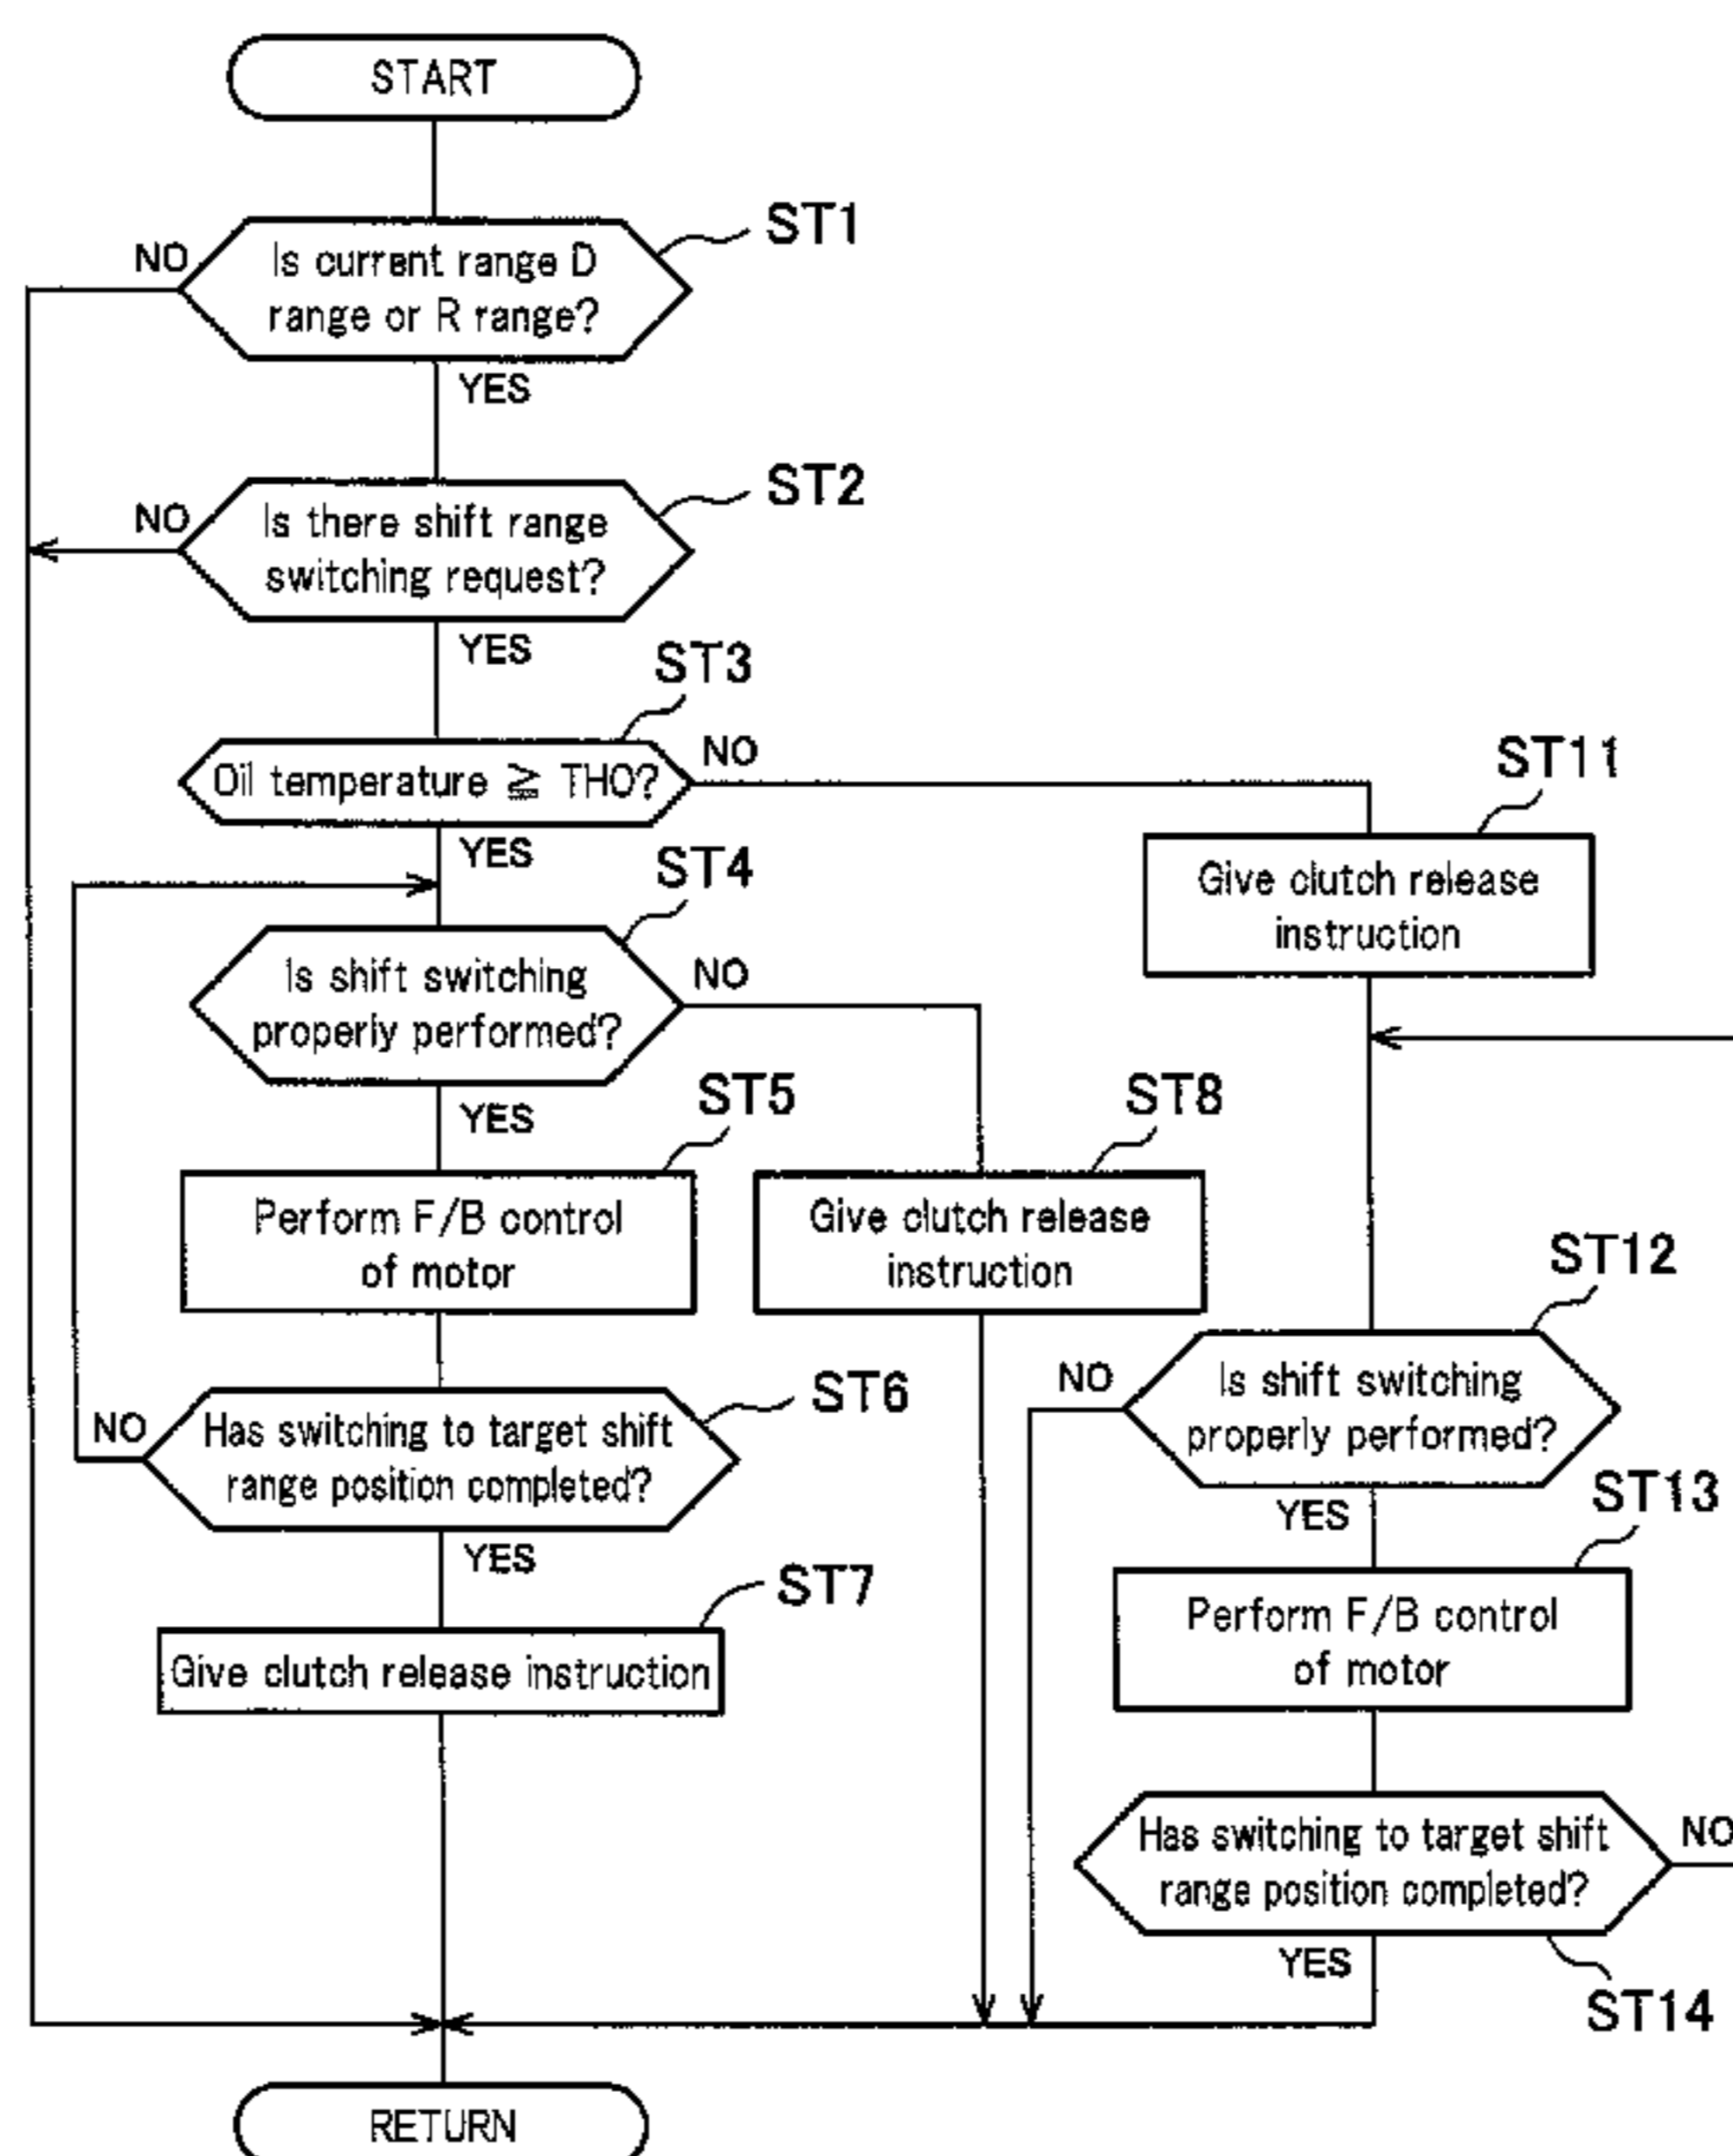 START
ST1
NO
Is current range D
range or R range?
YES
ST2
NO
Is there shift range
switching request?
YES
ST3
NO
Oil temperature ≧ THO?
YES
ST11
Give clutch release
instruction
ST4
Is shift switching
properly performed?
NO
YES
ST5
Perform F/B control
of motor
ST8
Give clutch release
instruction
ST12
NO
Is shift switching
properly performed?
YES
ST6
NO
Has switching to target shift
range position completed?
YES
ST13
Perform F/B control
of motor
ST7
Give clutch release instruction
Has switching to target shift
range position completed?
NO
YES
ST14
RETURN